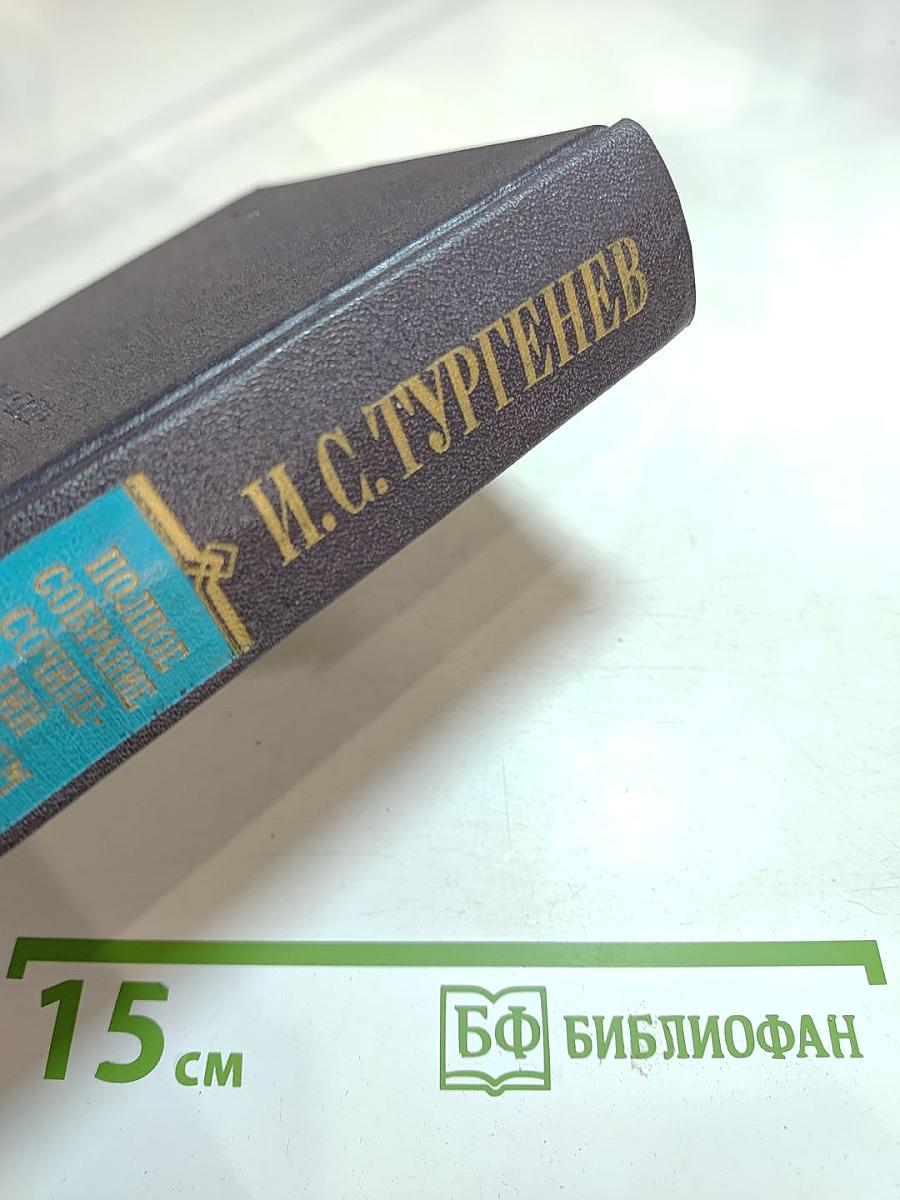 И.С.ТУРГЕНЕВ
ПОЛНОЕ
СОБРАНИЕ
СОЧИНЕ-
НИЙ
15 см
БФ БИБЛИОФАН